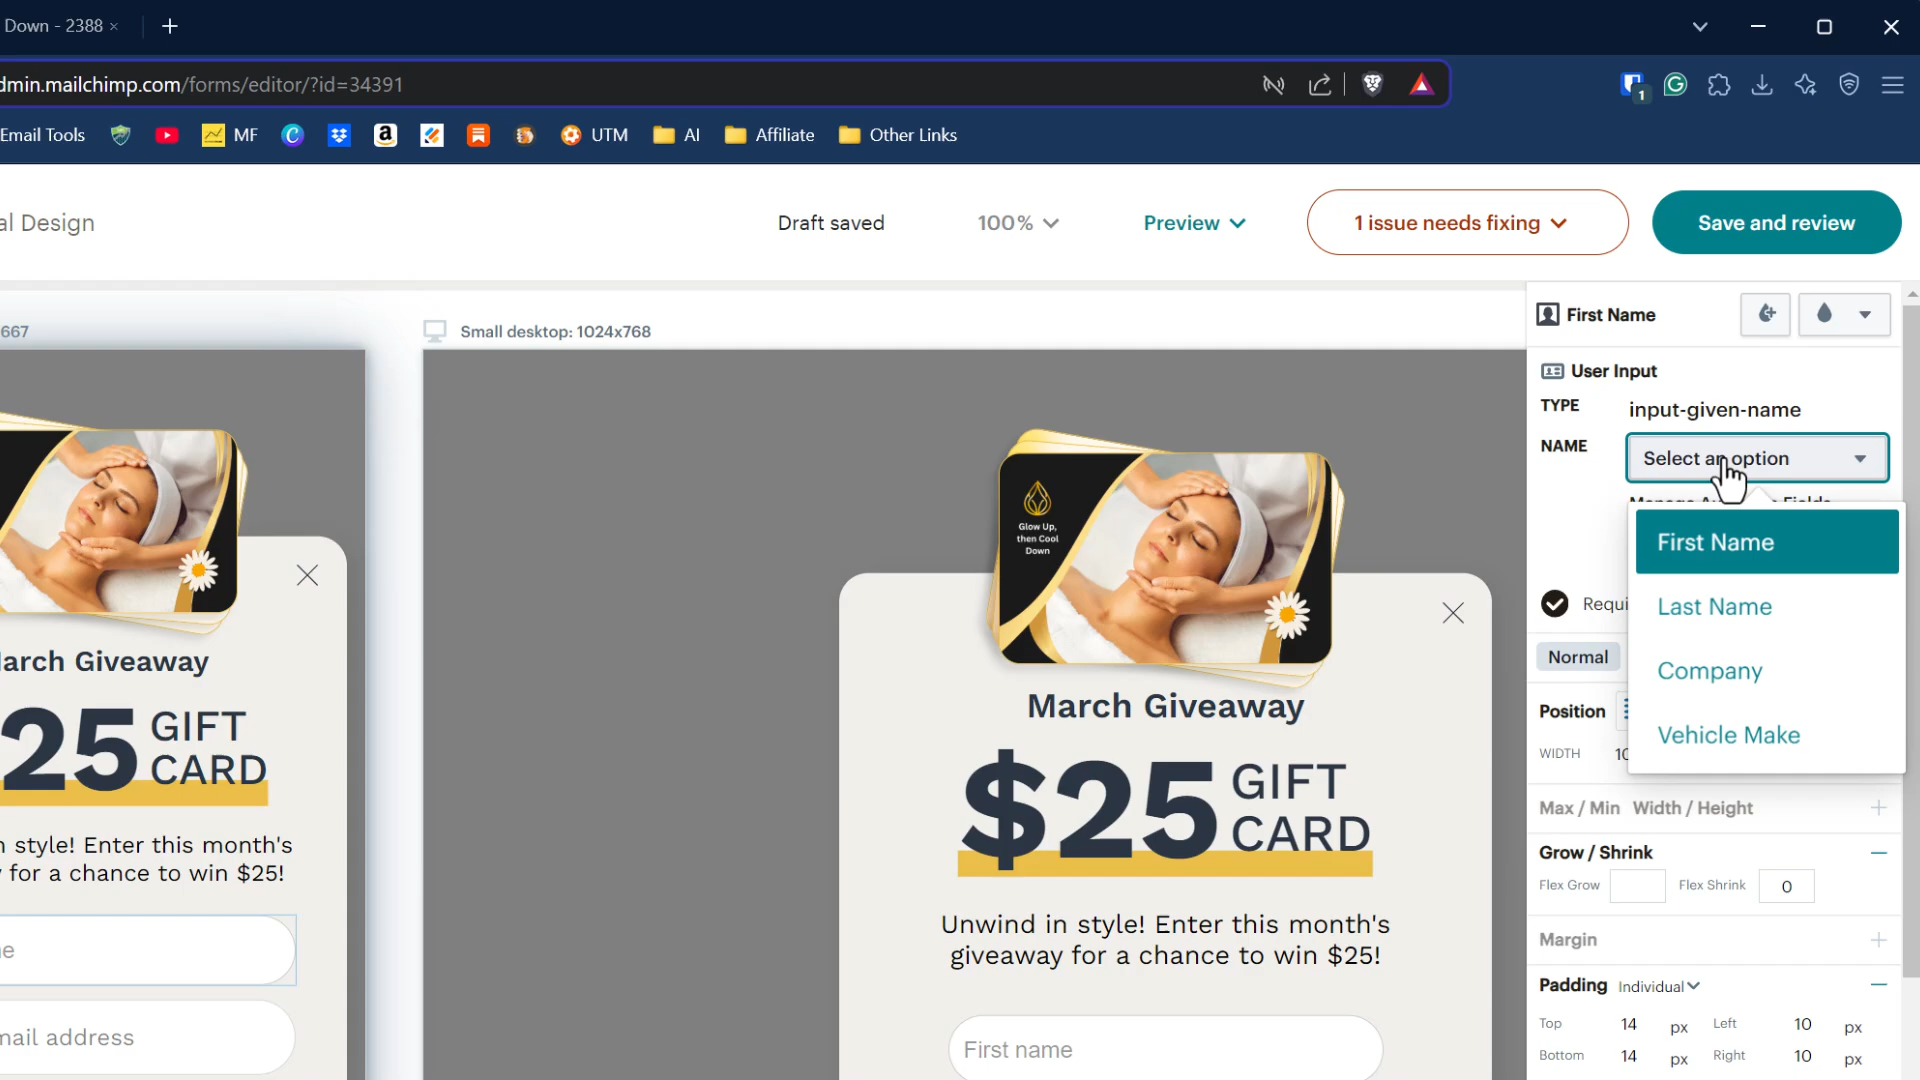 Down - 2388
dmin.mailchimp.com/forms/editor/?id=34391
1
Email Tools
MF
UTM
AI
Affiliate
Other Links
al Design
Draft saved
100%
Preview
1 issue needs fixing
Save and review
667
Small desktop: 1024x768
March Giveaway
25 GIFT
CARD
n style! Enter this month's
for a chance to win $25!
e
mail address
Glow Up,
then Cool
Down
March Giveaway
$25 GIFT
CARD
Unwind in style! Enter this month's
giveaway for a chance to win $25!
First name
First Name
User Input
TYPE input-given-name
NAME Select an option
First Name
Last Name
Company
Vehicle Make
Requi
Normal
Position
WIDTH 10
Max / Min Width / Height
Grow / Shrink
Flex Grow Flex Shrink 0
Margin
Padding Individual
Top 14 px Left 10 px
Bottom 14 px Right 10 px